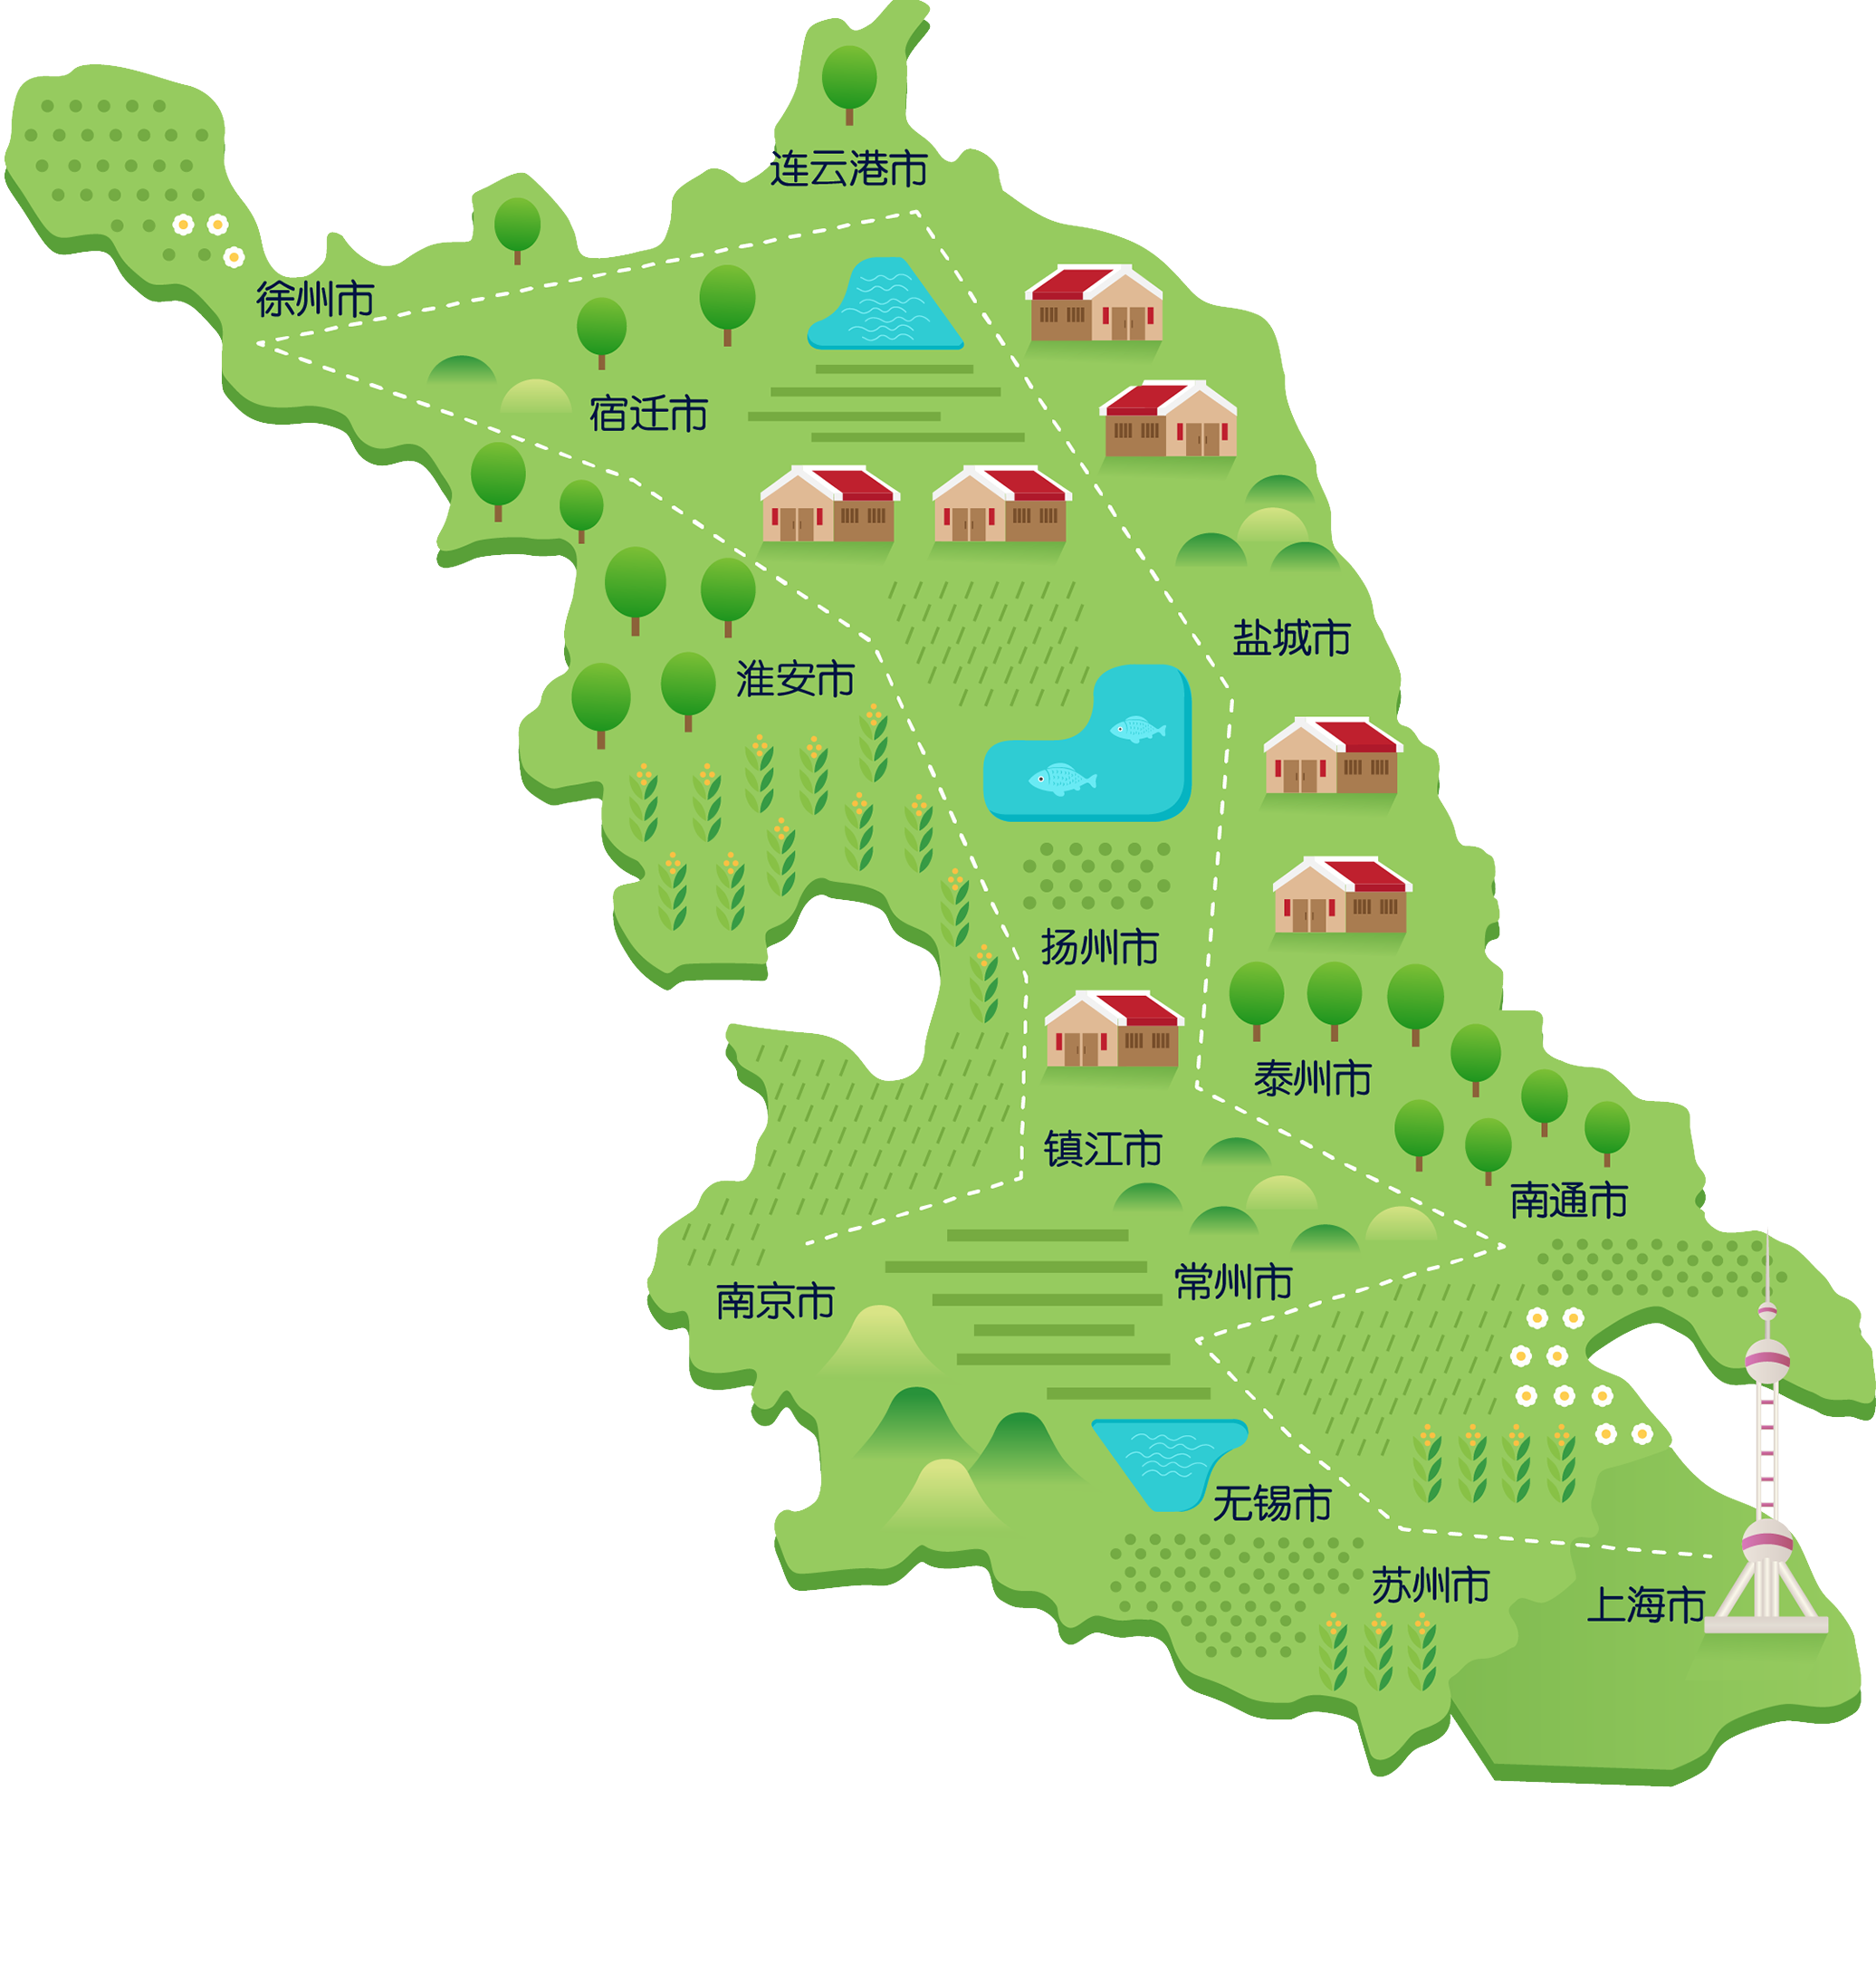 连云港市
徐州市
宿迁市
盐城市
淮安市
扬州市
泰州市
镇江市
南通市
常州市
南京市
无锡市
苏州市
上海市